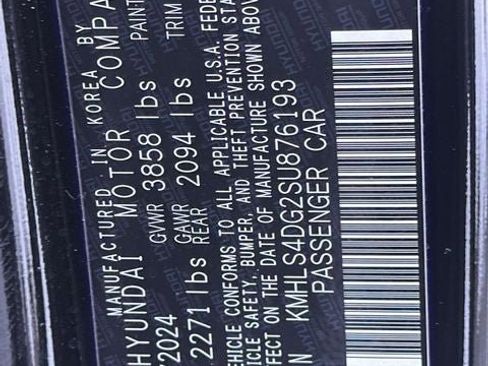 MANUFACTURED IN KOREA BY
HYUNDAI MOTOR COMPA
/2024 GVWR 3858 lbs PAINT
2271 lbs GAWR REAR 2094 lbs TRIM
VEHICLE CONFORMS TO ALL APPLICABLE U.S.A. FEDE
ICLE SAFETY, BUMPER, AND THEFT PREVENTION STA
EFFECT ON THE DATE OF MANUFACTURE SHOWN ABOV
KMHLS4DG2SU876193
PASSENGER CAR